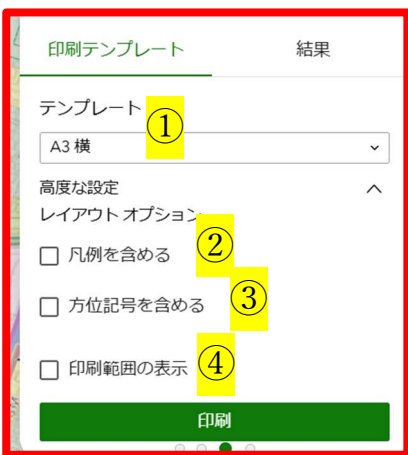 印刷テンプレート 結果
テンプレート ①
A3 横
高度な設定
レイアウト オプション
凡例を含める ②
方位記号を含める ③
印刷範囲の表示 ④
印刷